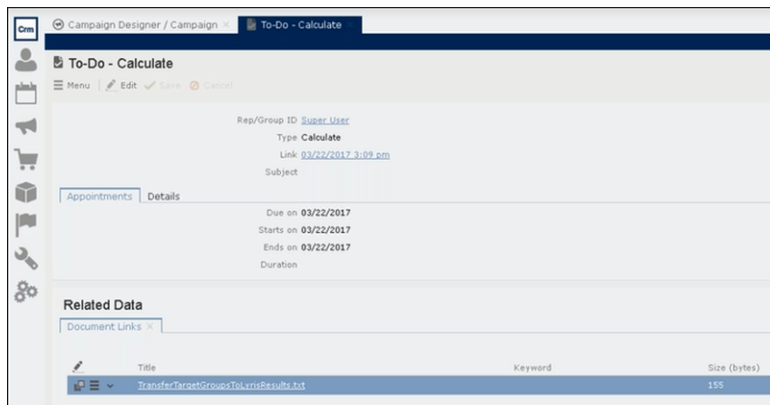 Crm
Campaign Designer / Campaign × To-Do - Calculate
To-Do - Calculate
Menu Edit Save Cancel
Rep/Group ID Super User
Type Calculate
Link 03/22/2017 3:09 pm
Subject
Appointments Details
Due on 03/22/2017
Starts on 03/22/2017
Ends on 03/22/2017
Duration
Related Data
Document Links ×
Title Keyword Size (bytes)
TransferTargetGroupsToLyrisResults.txt 155